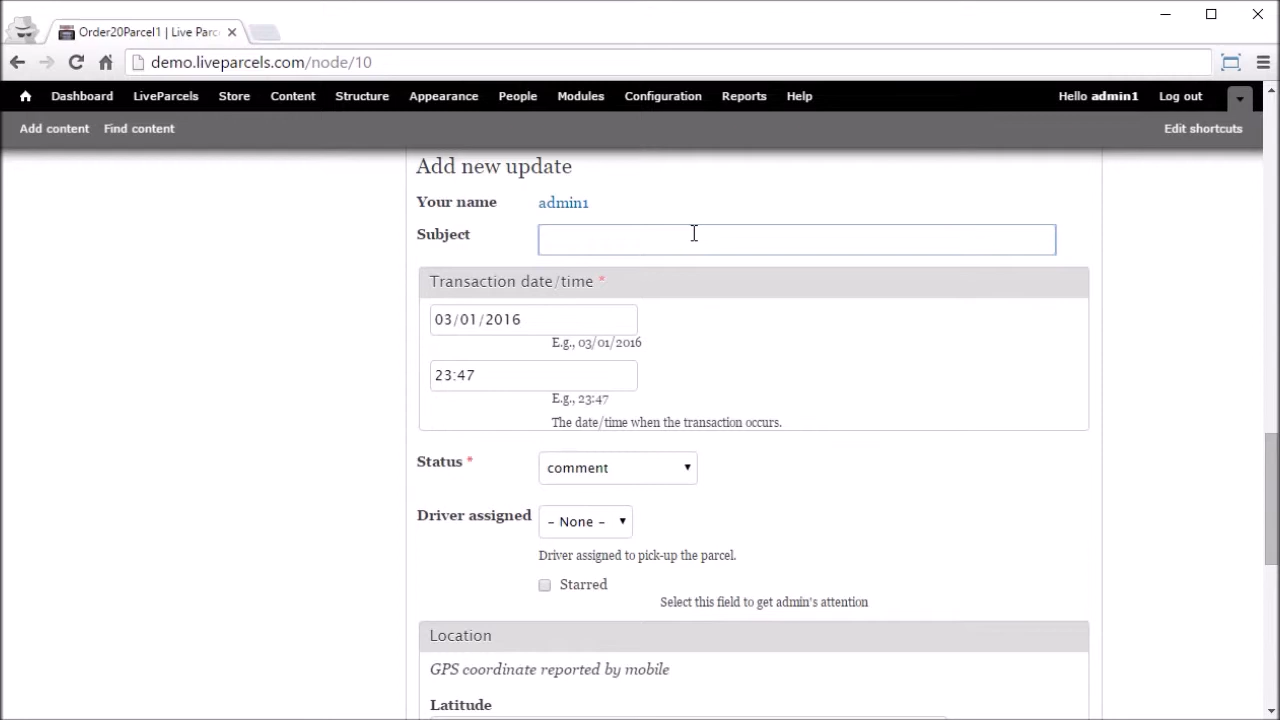 Order20Parcel1 | Live Parc
demo.liveparcels.com/node/10
Dashboard LiveParcels Store Content Structure Appearance People Modules Configuration Reports Help Hello admin1 Log out
Add content Find content Edit shortcuts
Add new update
Your name admin1
Subject
Transaction date/time *
03/01/2016
E.g., 03/01/2016
23:47
E.g., 23:47
The date/time when the transaction occurs.
Status * comment
Driver assigned - None -
Driver assigned to pick-up the parcel.
Starred
Select this field to get admin's attention
Location
GPS coordinate reported by mobile
Latitude